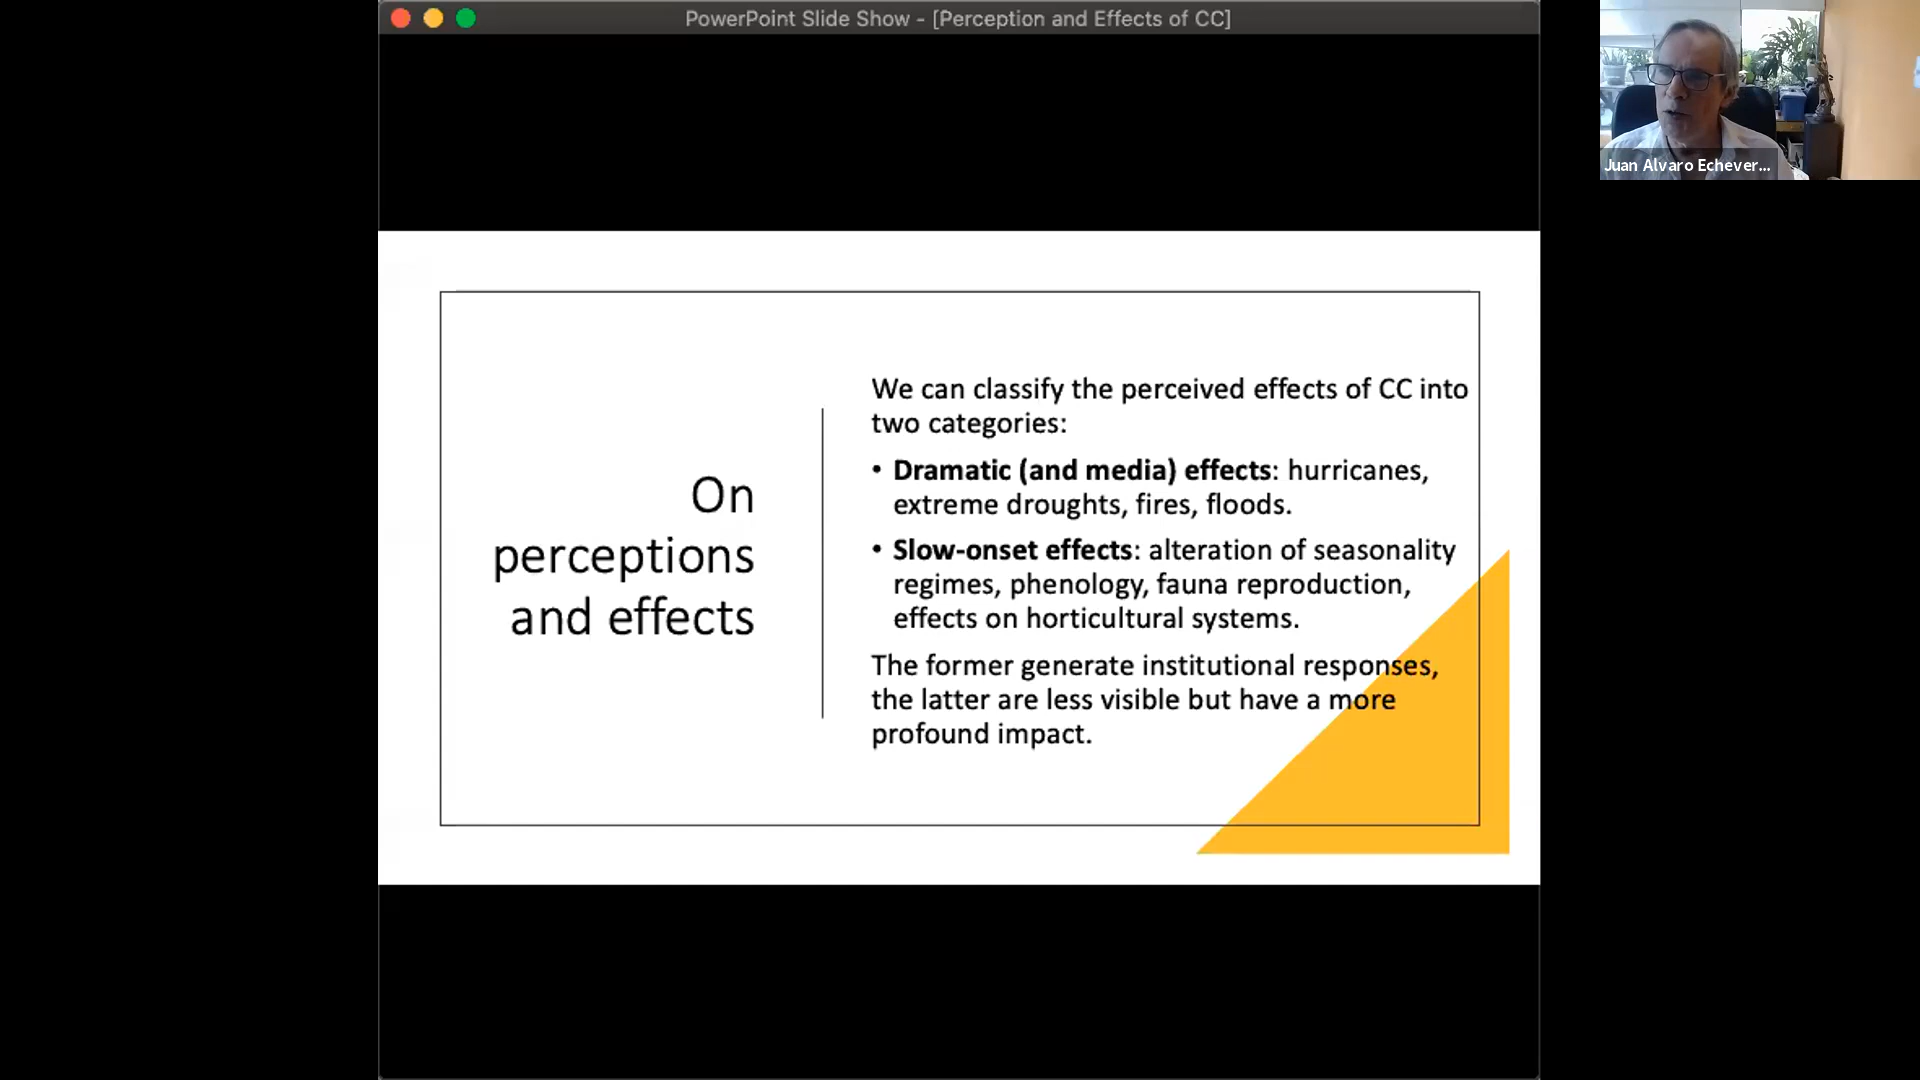 PowerPoint Slide Show - [Perception and Effects of CC]
Juan Alvaro Echever...
On
perceptions
and effects
We can classify the perceived effects of CC into
two categories:
• Dramatic (and media) effects: hurricanes,
extreme droughts, fires, floods.
• Slow-onset effects: alteration of seasonality
regimes, phenology, fauna reproduction,
effects on horticultural systems.
The former generate institutional responses,
the latter are less visible but have a more
profound impact.